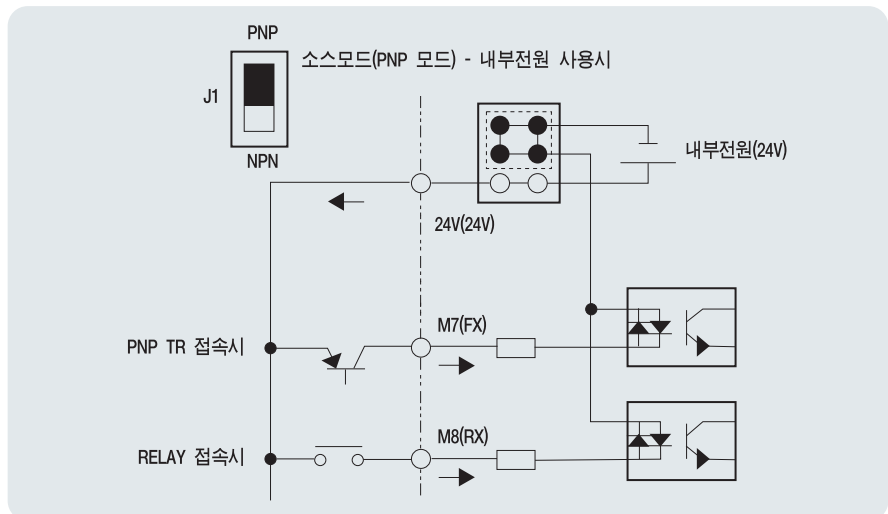 PNP
소스모드(PNP 모드) - 내부전원 사용시
J1
NPN
내부전원(24V)
24V(24V)
M7(FX)
PNP TR 접속시
M8(RX)
RELAY 접속시